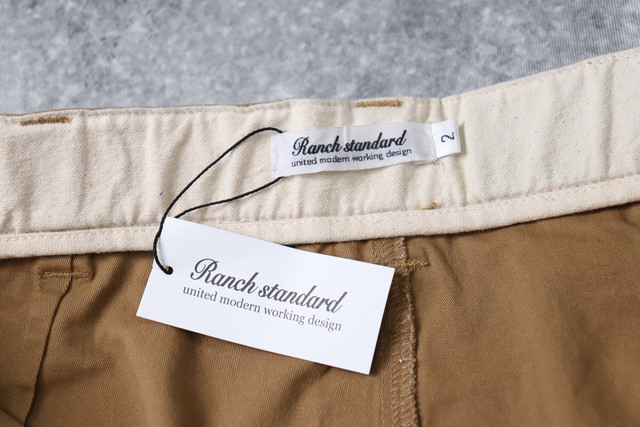 Ranch standard
united modern working design
2
Ranch standard
united modern working design